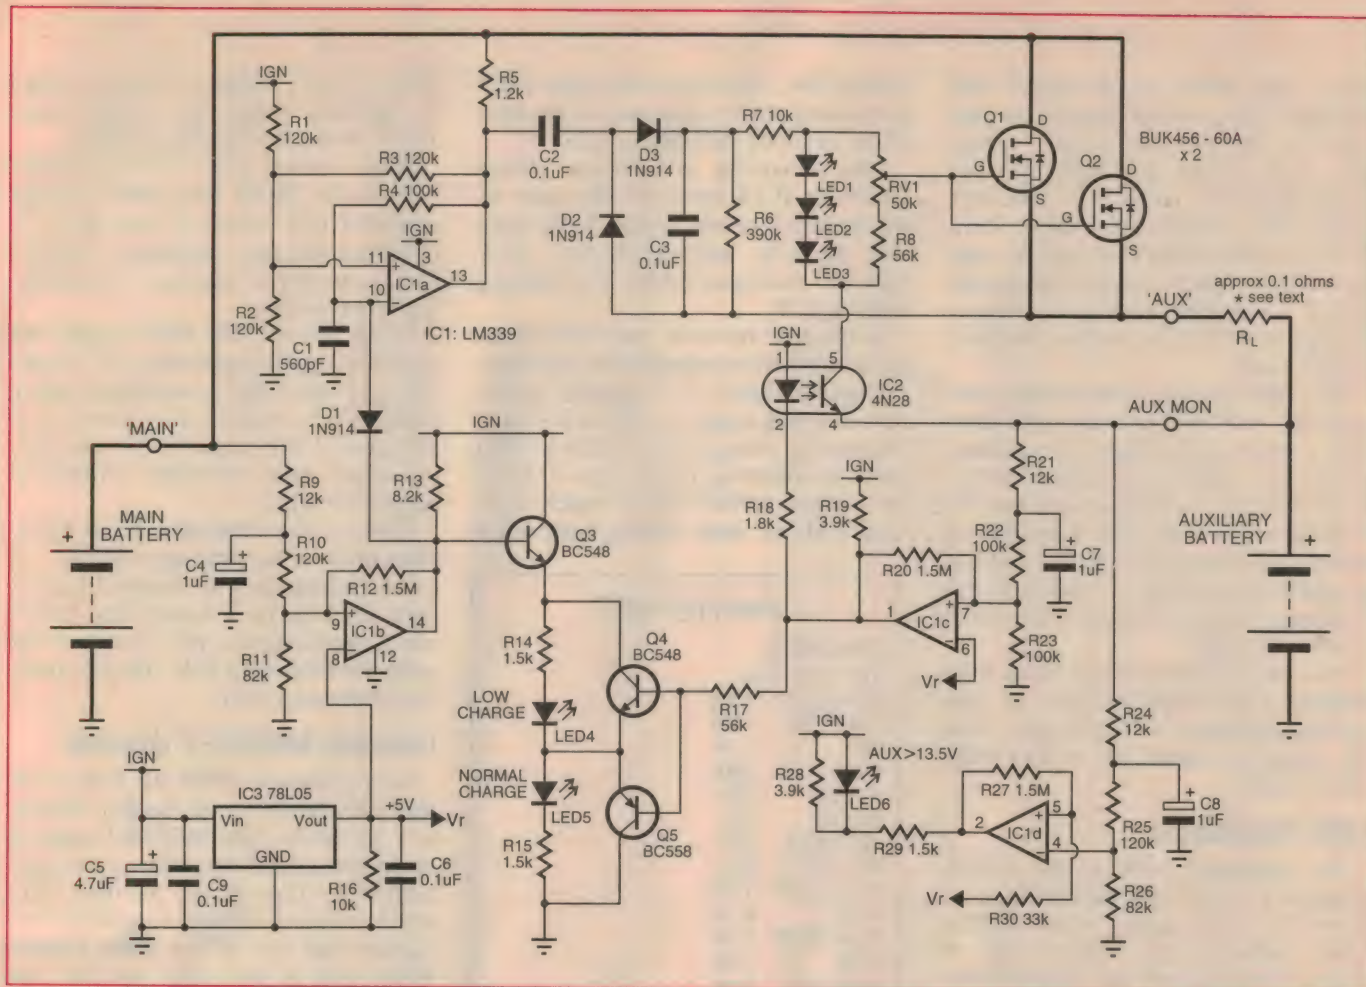 IGN
R1
120k
R3 120k
R4 100k
IGN
R5
1.2k
C2
0.1uF
D3
1N914
R7 10k
LED1
LED2
LED3
RV1
50k
R8
56k
Q1
D
G
S
Q2
D
G
S
BUK456 - 60A
x 2
11
+
10
−
3
13
IC1a
R2
120k
C1
560pF
IC1: LM339
D2
1N914
C3
0.1uF
R6
390k
'AUX'
approx 0.1 ohms
* see text
RL
IGN
1
5
2
4
IC2
4N28
AUX MON
D1
1N914
'MAIN'
IGN
R9
12k
R13
8.2k
MAIN
BATTERY
+
C4
1uF
+
R10
120k
R12 1.5M
Q3
BC548
R18
1.8k
IGN
R19
3.9k
R20 1.5M
R21
12k
R22
100k
+
C7
1uF
AUXILIARY
BATTERY
+
9
+
8
−
IC1b
14
12
R11
82k
R14
1.5k
Q4
BC548
1
IC1c
+
7
−
6
R23
100k
Vr
LOW
CHARGE
LED4
R17
56k
NORMAL
CHARGE
LED5
Q5
BC558
R15
1.5k
IGN
R28
3.9k
AUX>13.5V
LED6
R29 1.5k
R27 1.5M
2
IC1d
+
5
−
4
R24
12k
+
C8
1uF
R25
120k
R26
82k
Vr
R30 33k
IGN
IC3 78L05
Vin
Vout
GND
+5V
Vr
C5
4.7uF
+
C9
0.1uF
R16
10k
C6
0.1uF